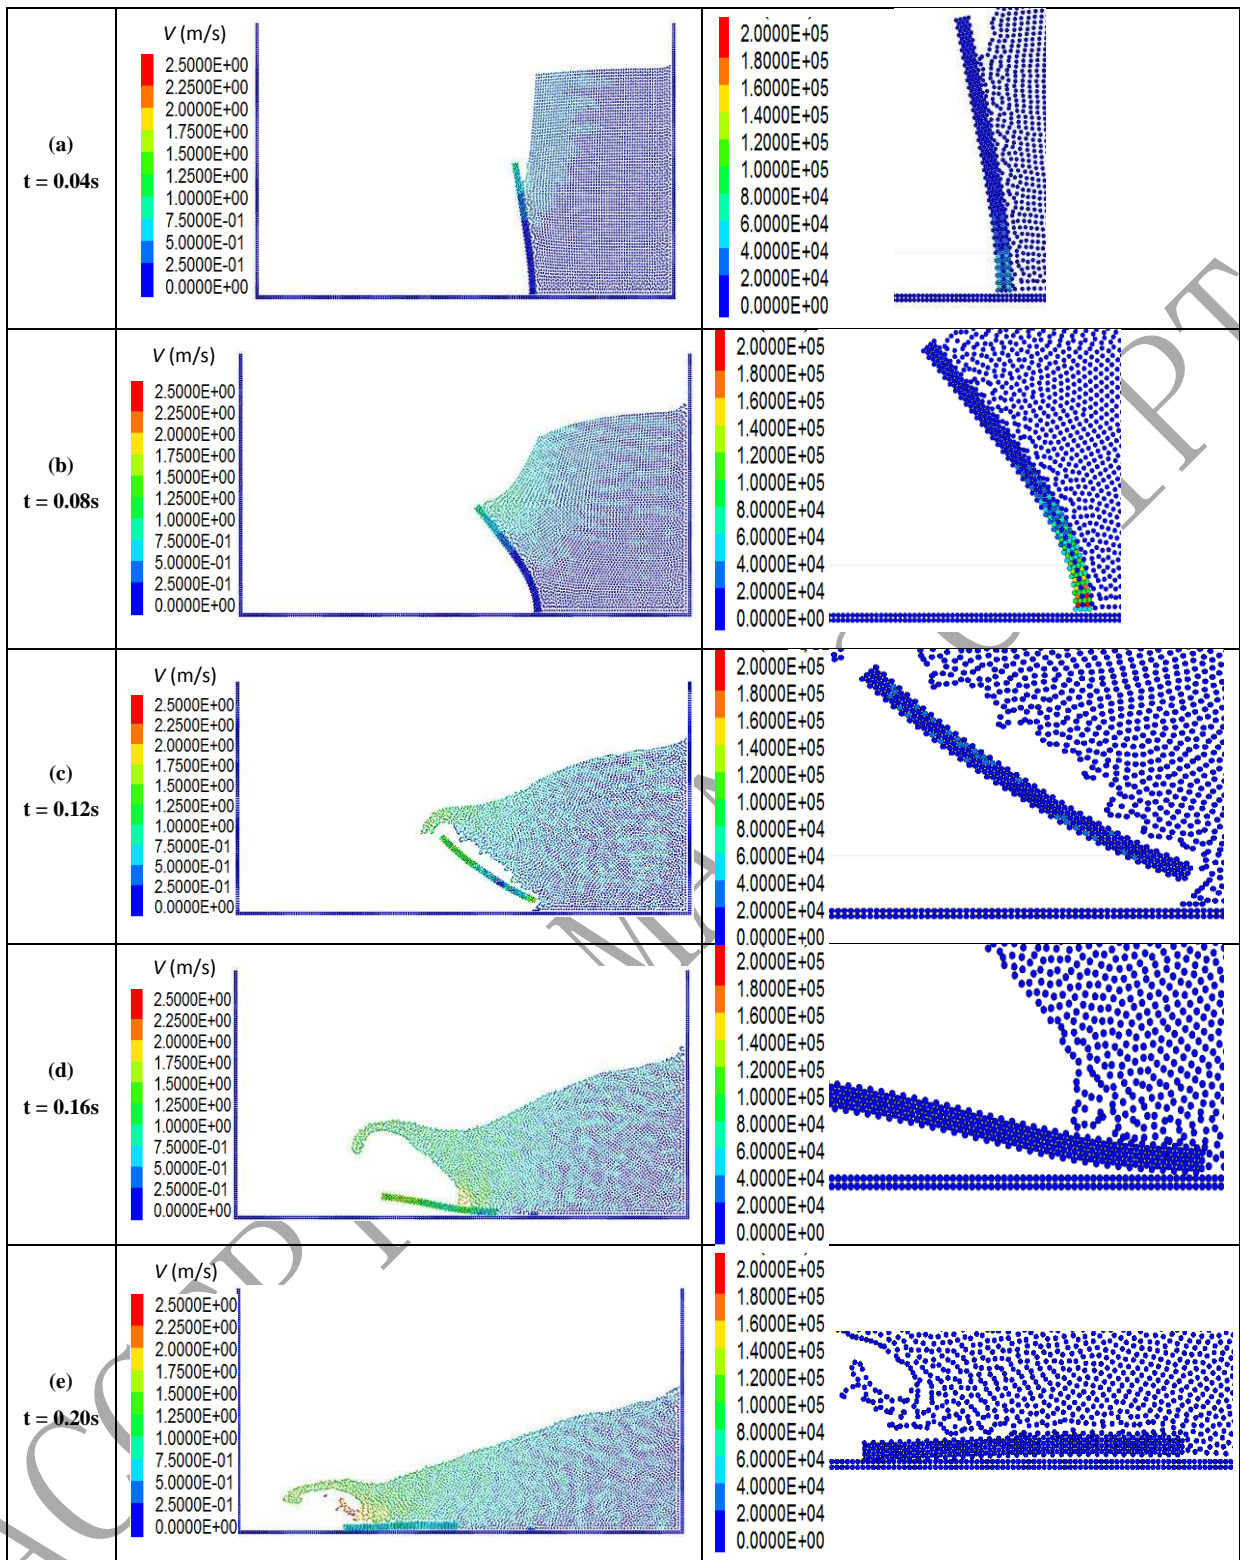 (a)
t = 0.04s
V (m/s)
2.5000E+00
2.2500E+00
2.0000E+00
1.7500E+00
1.5000E+00
1.2500E+00
1.0000E+00
7.5000E-01
5.0000E-01
2.5000E-01
0.0000E+00
2.0000E+05
1.8000E+05
1.6000E+05
1.4000E+05
1.2000E+05
1.0000E+05
8.0000E+04
6.0000E+04
4.0000E+04
2.0000E+04
0.0000E+00
(b)
t = 0.08s
V (m/s)
2.5000E+00
2.2500E+00
2.0000E+00
1.7500E+00
1.5000E+00
1.2500E+00
1.0000E+00
7.5000E-01
5.0000E-01
2.5000E-01
0.0000E+00
2.0000E+05
1.8000E+05
1.6000E+05
1.4000E+05
1.2000E+05
1.0000E+05
8.0000E+04
6.0000E+04
4.0000E+04
2.0000E+04
0.0000E+00
(c)
t = 0.12s
V (m/s)
2.5000E+00
2.2500E+00
2.0000E+00
1.7500E+00
1.5000E+00
1.2500E+00
1.0000E+00
7.5000E-01
5.0000E-01
2.5000E-01
0.0000E+00
2.0000E+05
1.8000E+05
1.6000E+05
1.4000E+05
1.2000E+05
1.0000E+05
8.0000E+04
6.0000E+04
4.0000E+04
2.0000E+04
0.0000E+00
(d)
t = 0.16s
V (m/s)
2.5000E+00
2.2500E+00
2.0000E+00
1.7500E+00
1.5000E+00
1.2500E+00
1.0000E+00
7.5000E-01
5.0000E-01
2.5000E-01
0.0000E+00
2.0000E+05
1.8000E+05
1.6000E+05
1.4000E+05
1.2000E+05
1.0000E+05
8.0000E+04
6.0000E+04
4.0000E+04
2.0000E+04
0.0000E+00
(e)
t = 0.20s
V (m/s)
2.5000E+00
2.2500E+00
2.0000E+00
1.7500E+00
1.5000E+00
1.2500E+00
1.0000E+00
7.5000E-01
5.0000E-01
2.5000E-01
0.0000E+00
2.0000E+05
1.8000E+05
1.6000E+05
1.4000E+05
1.2000E+05
1.0000E+05
8.0000E+04
6.0000E+04
4.0000E+04
2.0000E+04
0.0000E+00